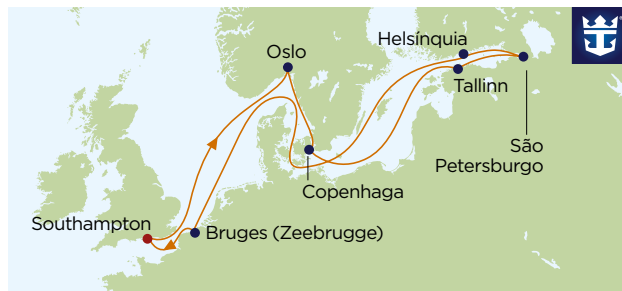 Oslo
Helsínquia
Tallinn
São
Petersburgo
Copenhaga
Southampton
Bruges (Zeebrugge)